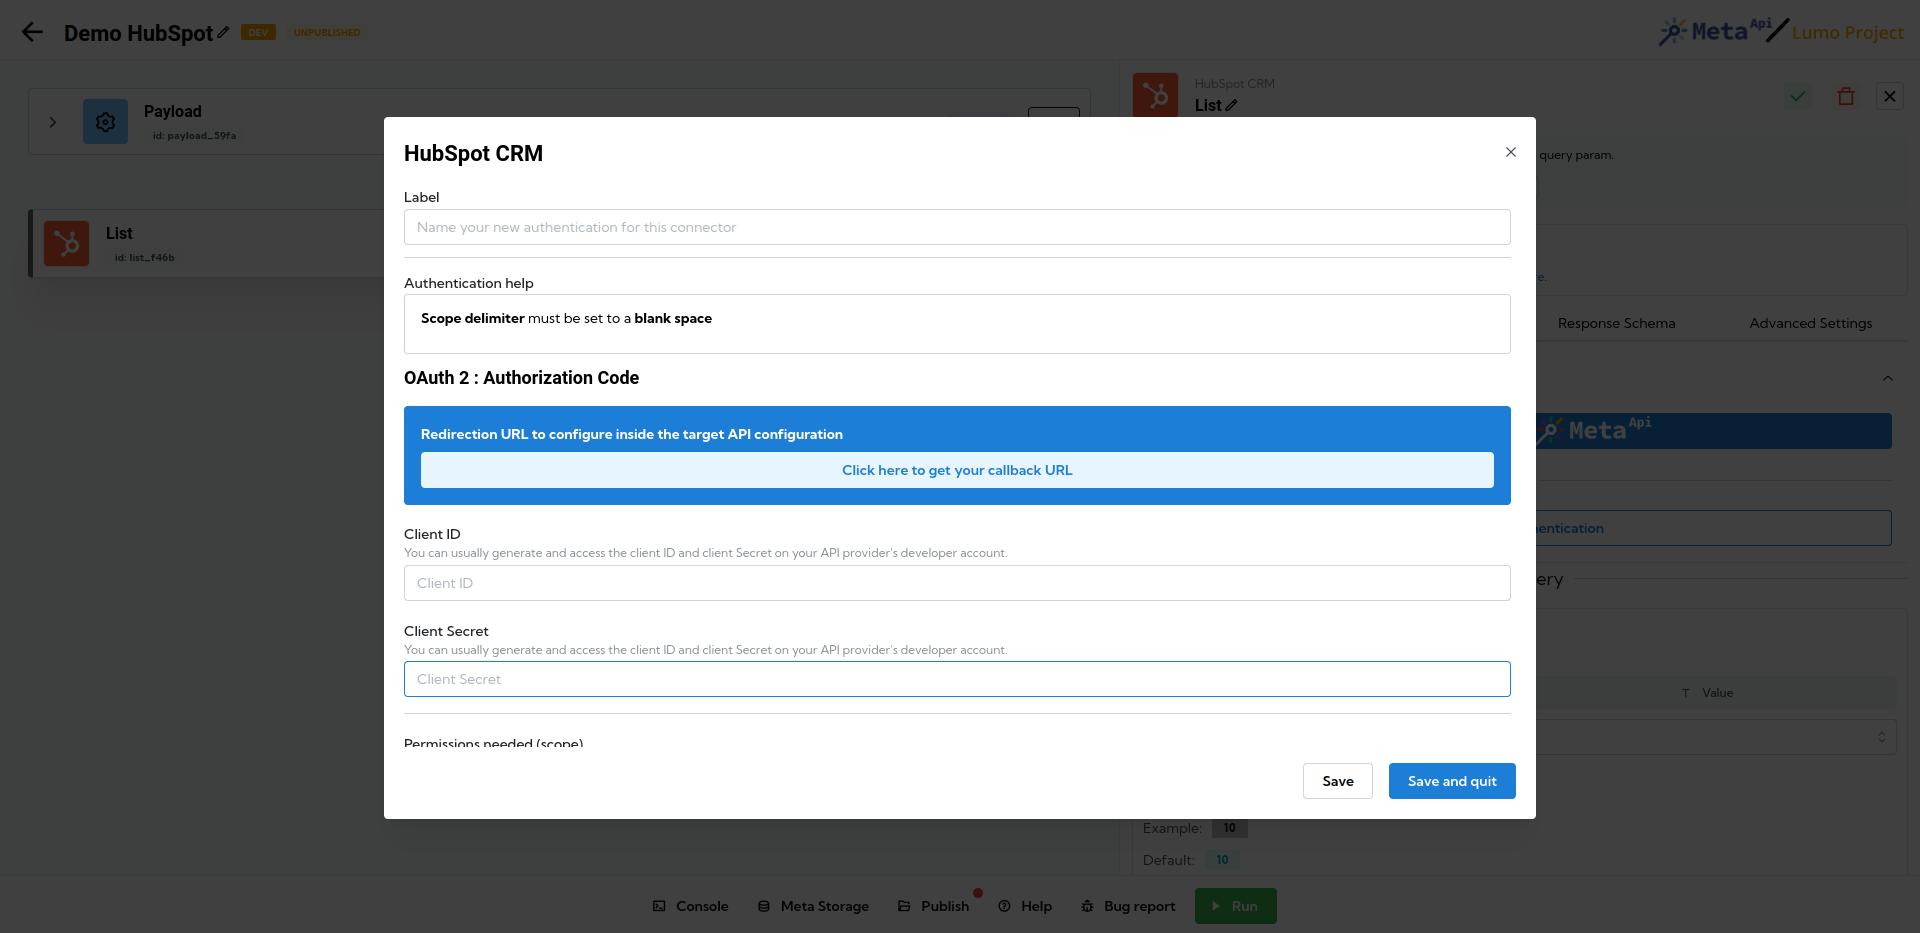 Demo HubSpot
DEV
UNPUBLISHED
Meta Api
Lumo Project
Payload
id: payload_59fa
List
id: list_f46b
HubSpot CRM
List
query param.
Response Schema
Advanced Settings
Meta Api
HubSpot CRM
Label
Name your new authentication for this connector
Authentication help
Scope delimiter must be set to a blank space
OAuth 2 : Authorization Code
Redirection URL to configure inside the target API configuration
Click here to get your callback URL
Client ID
You can usually generate and access the client ID and client Secret on your API provider's developer account.
Client ID
Client Secret
You can usually generate and access the client ID and client Secret on your API provider's developer account.
Client Secret
Permissions needed (scope)
Save
Save and quit
T Value
Example: 10
Default: 10
Console
Meta Storage
Publish
Help
Bug report
Run